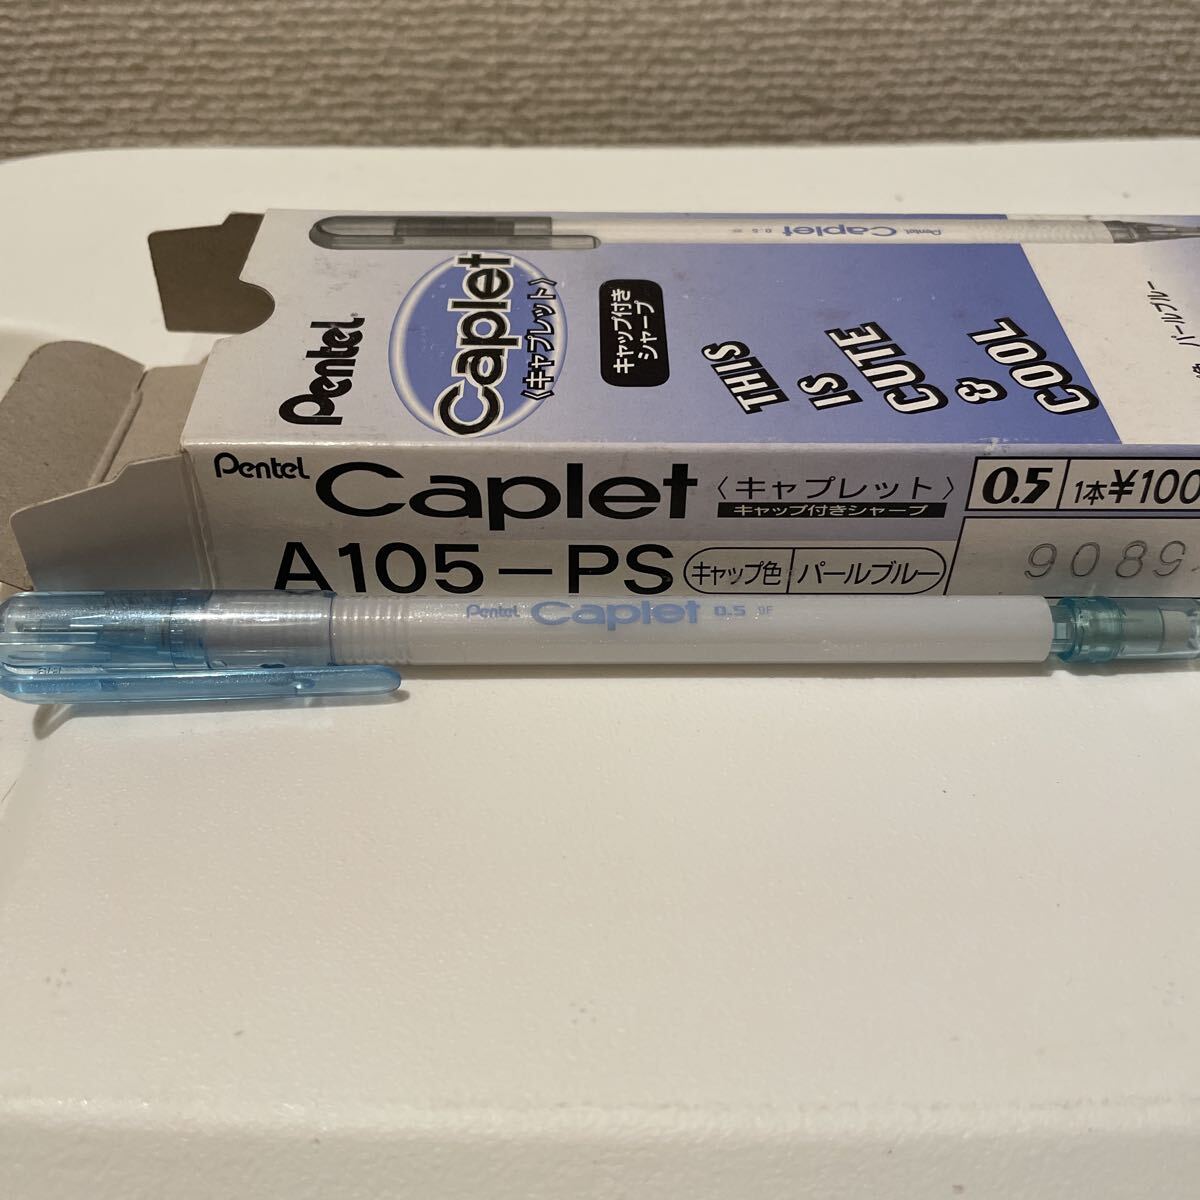 Pentel Caplet 0.5
Pentel
Caplet
〈キャプレット〉
キャップ付き
シャープ
THIS
IS
CUTE
&
COOL
パールブルー
Pentel Caplet 〈キャプレット〉
キャップ付きシャープ
0.5 1本¥100
A105-PS キャップ色 パールブルー
9089
Pentel Caplet 0.5 9F